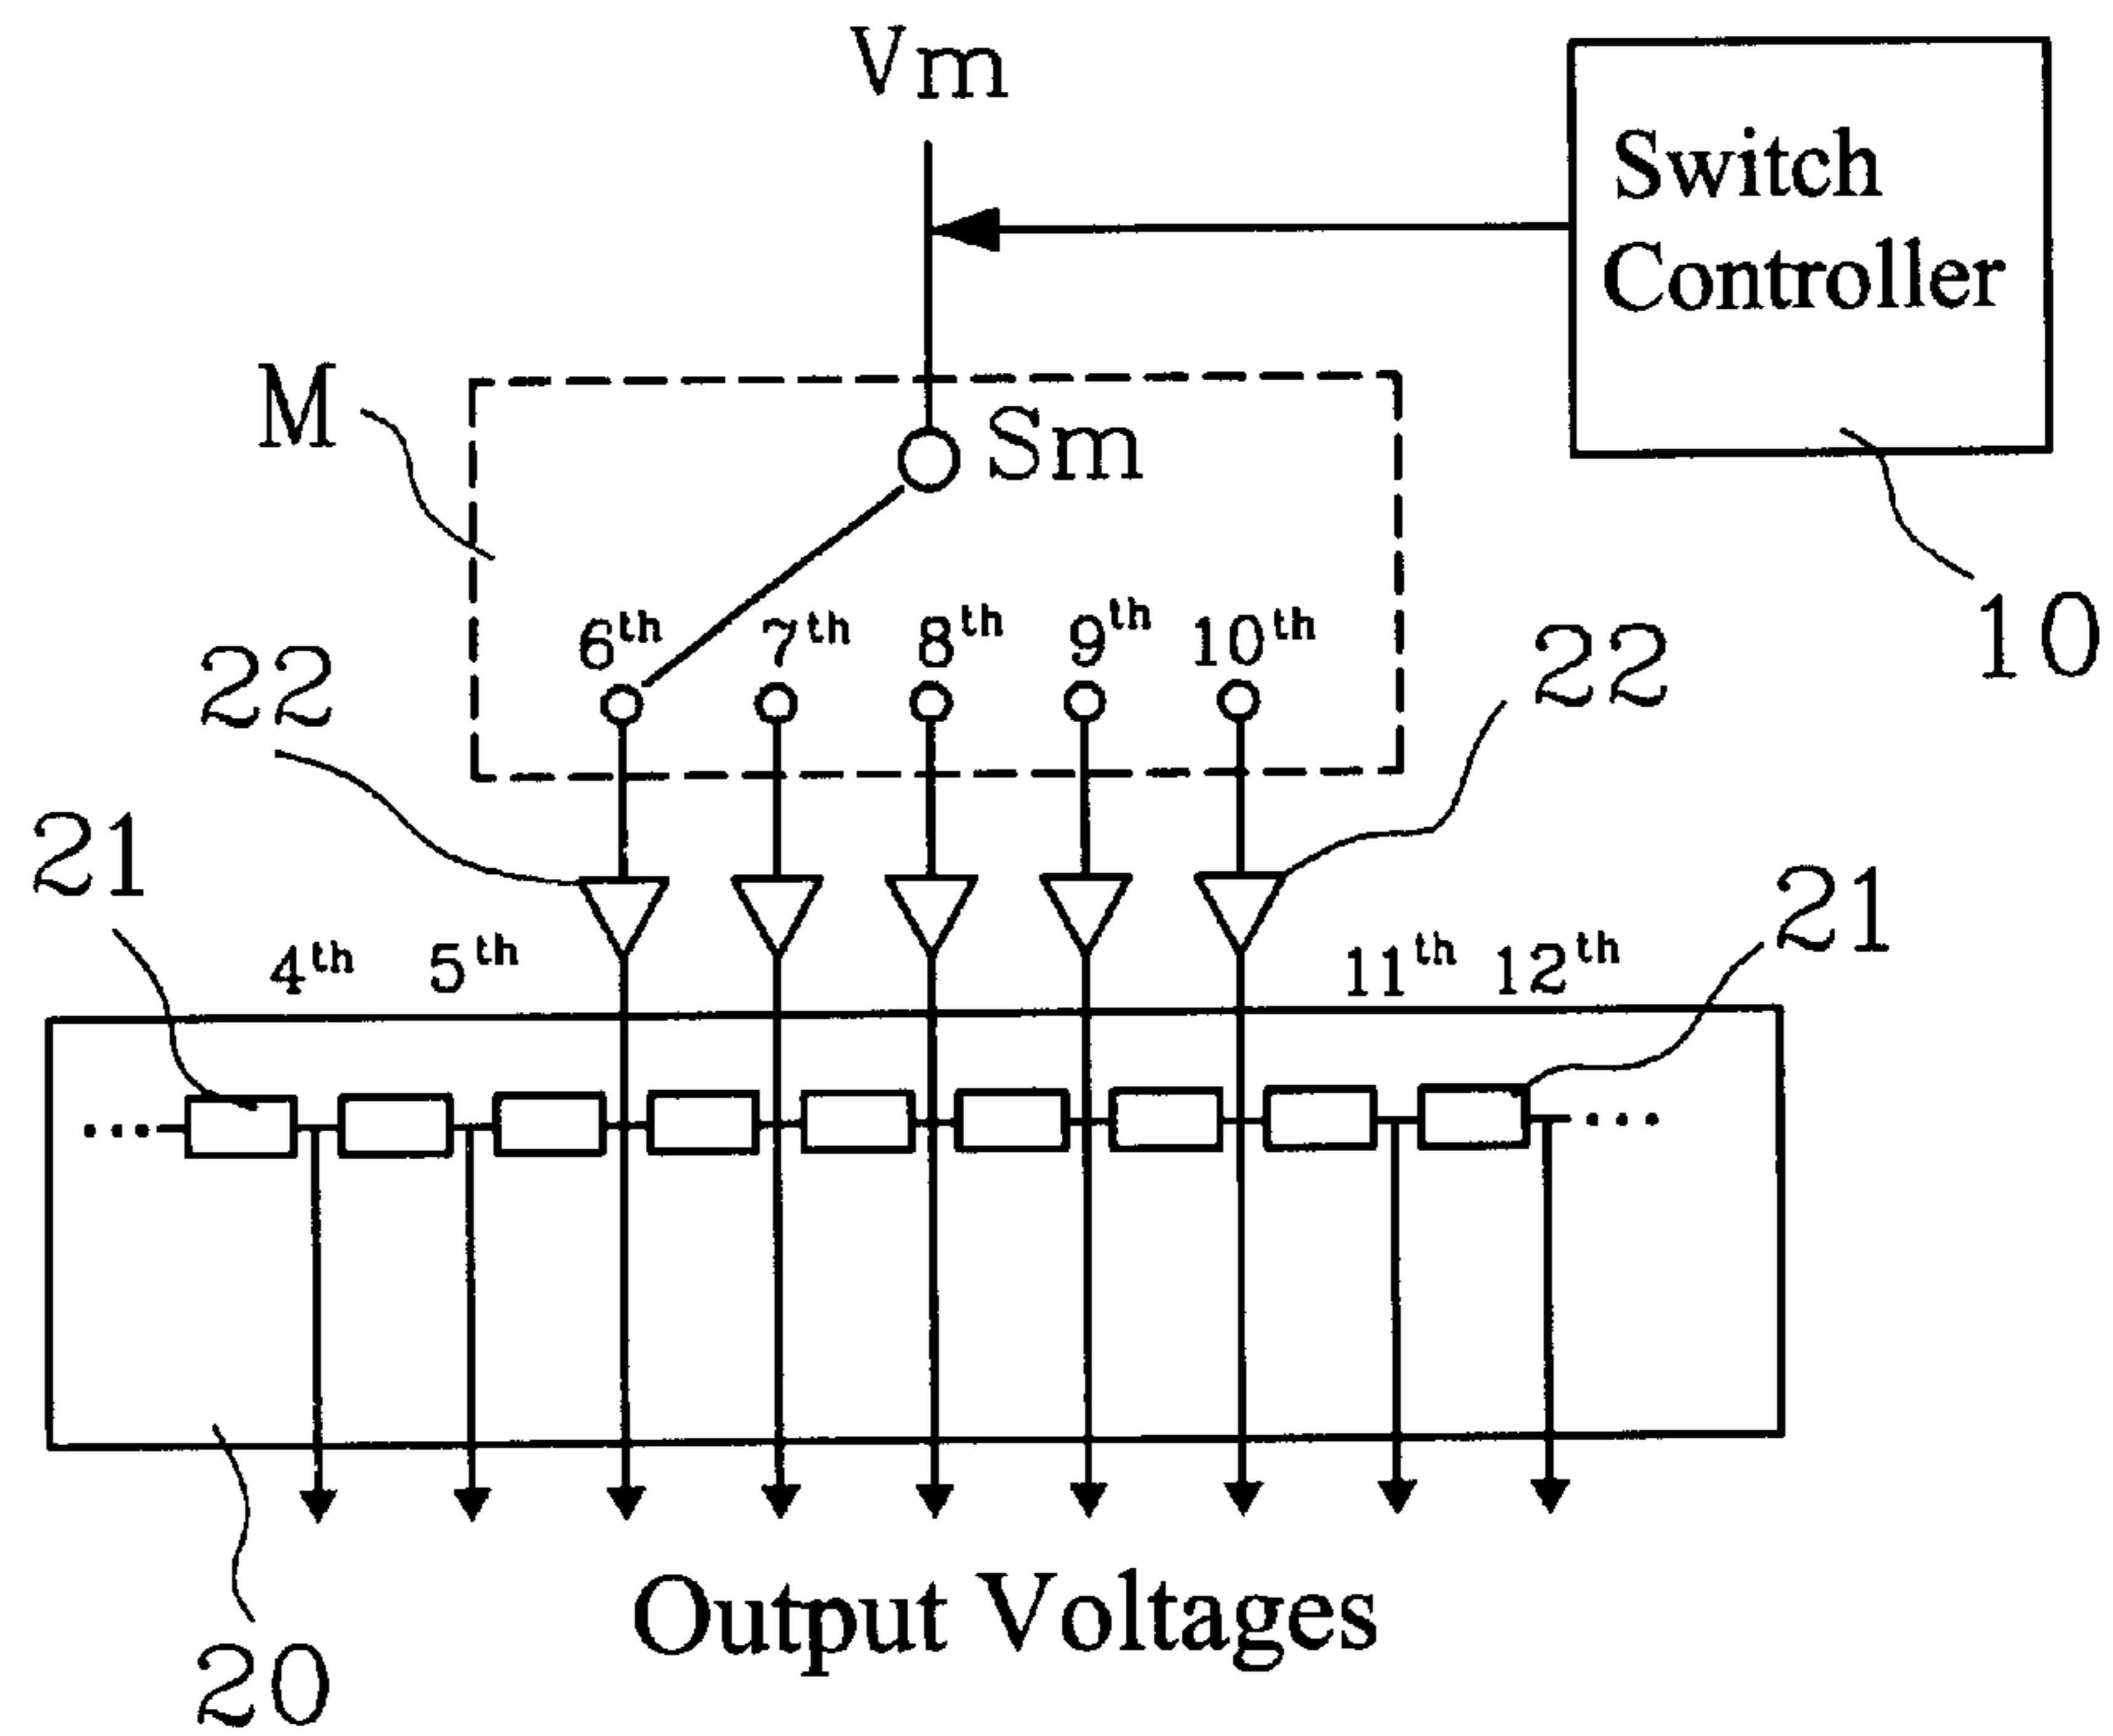 Vm
Switch
Controller
M
Sm
10
6th 7th 8th 9th 10th
22
22
21
21
4th 5th
11th 12th
20
Output Voltages